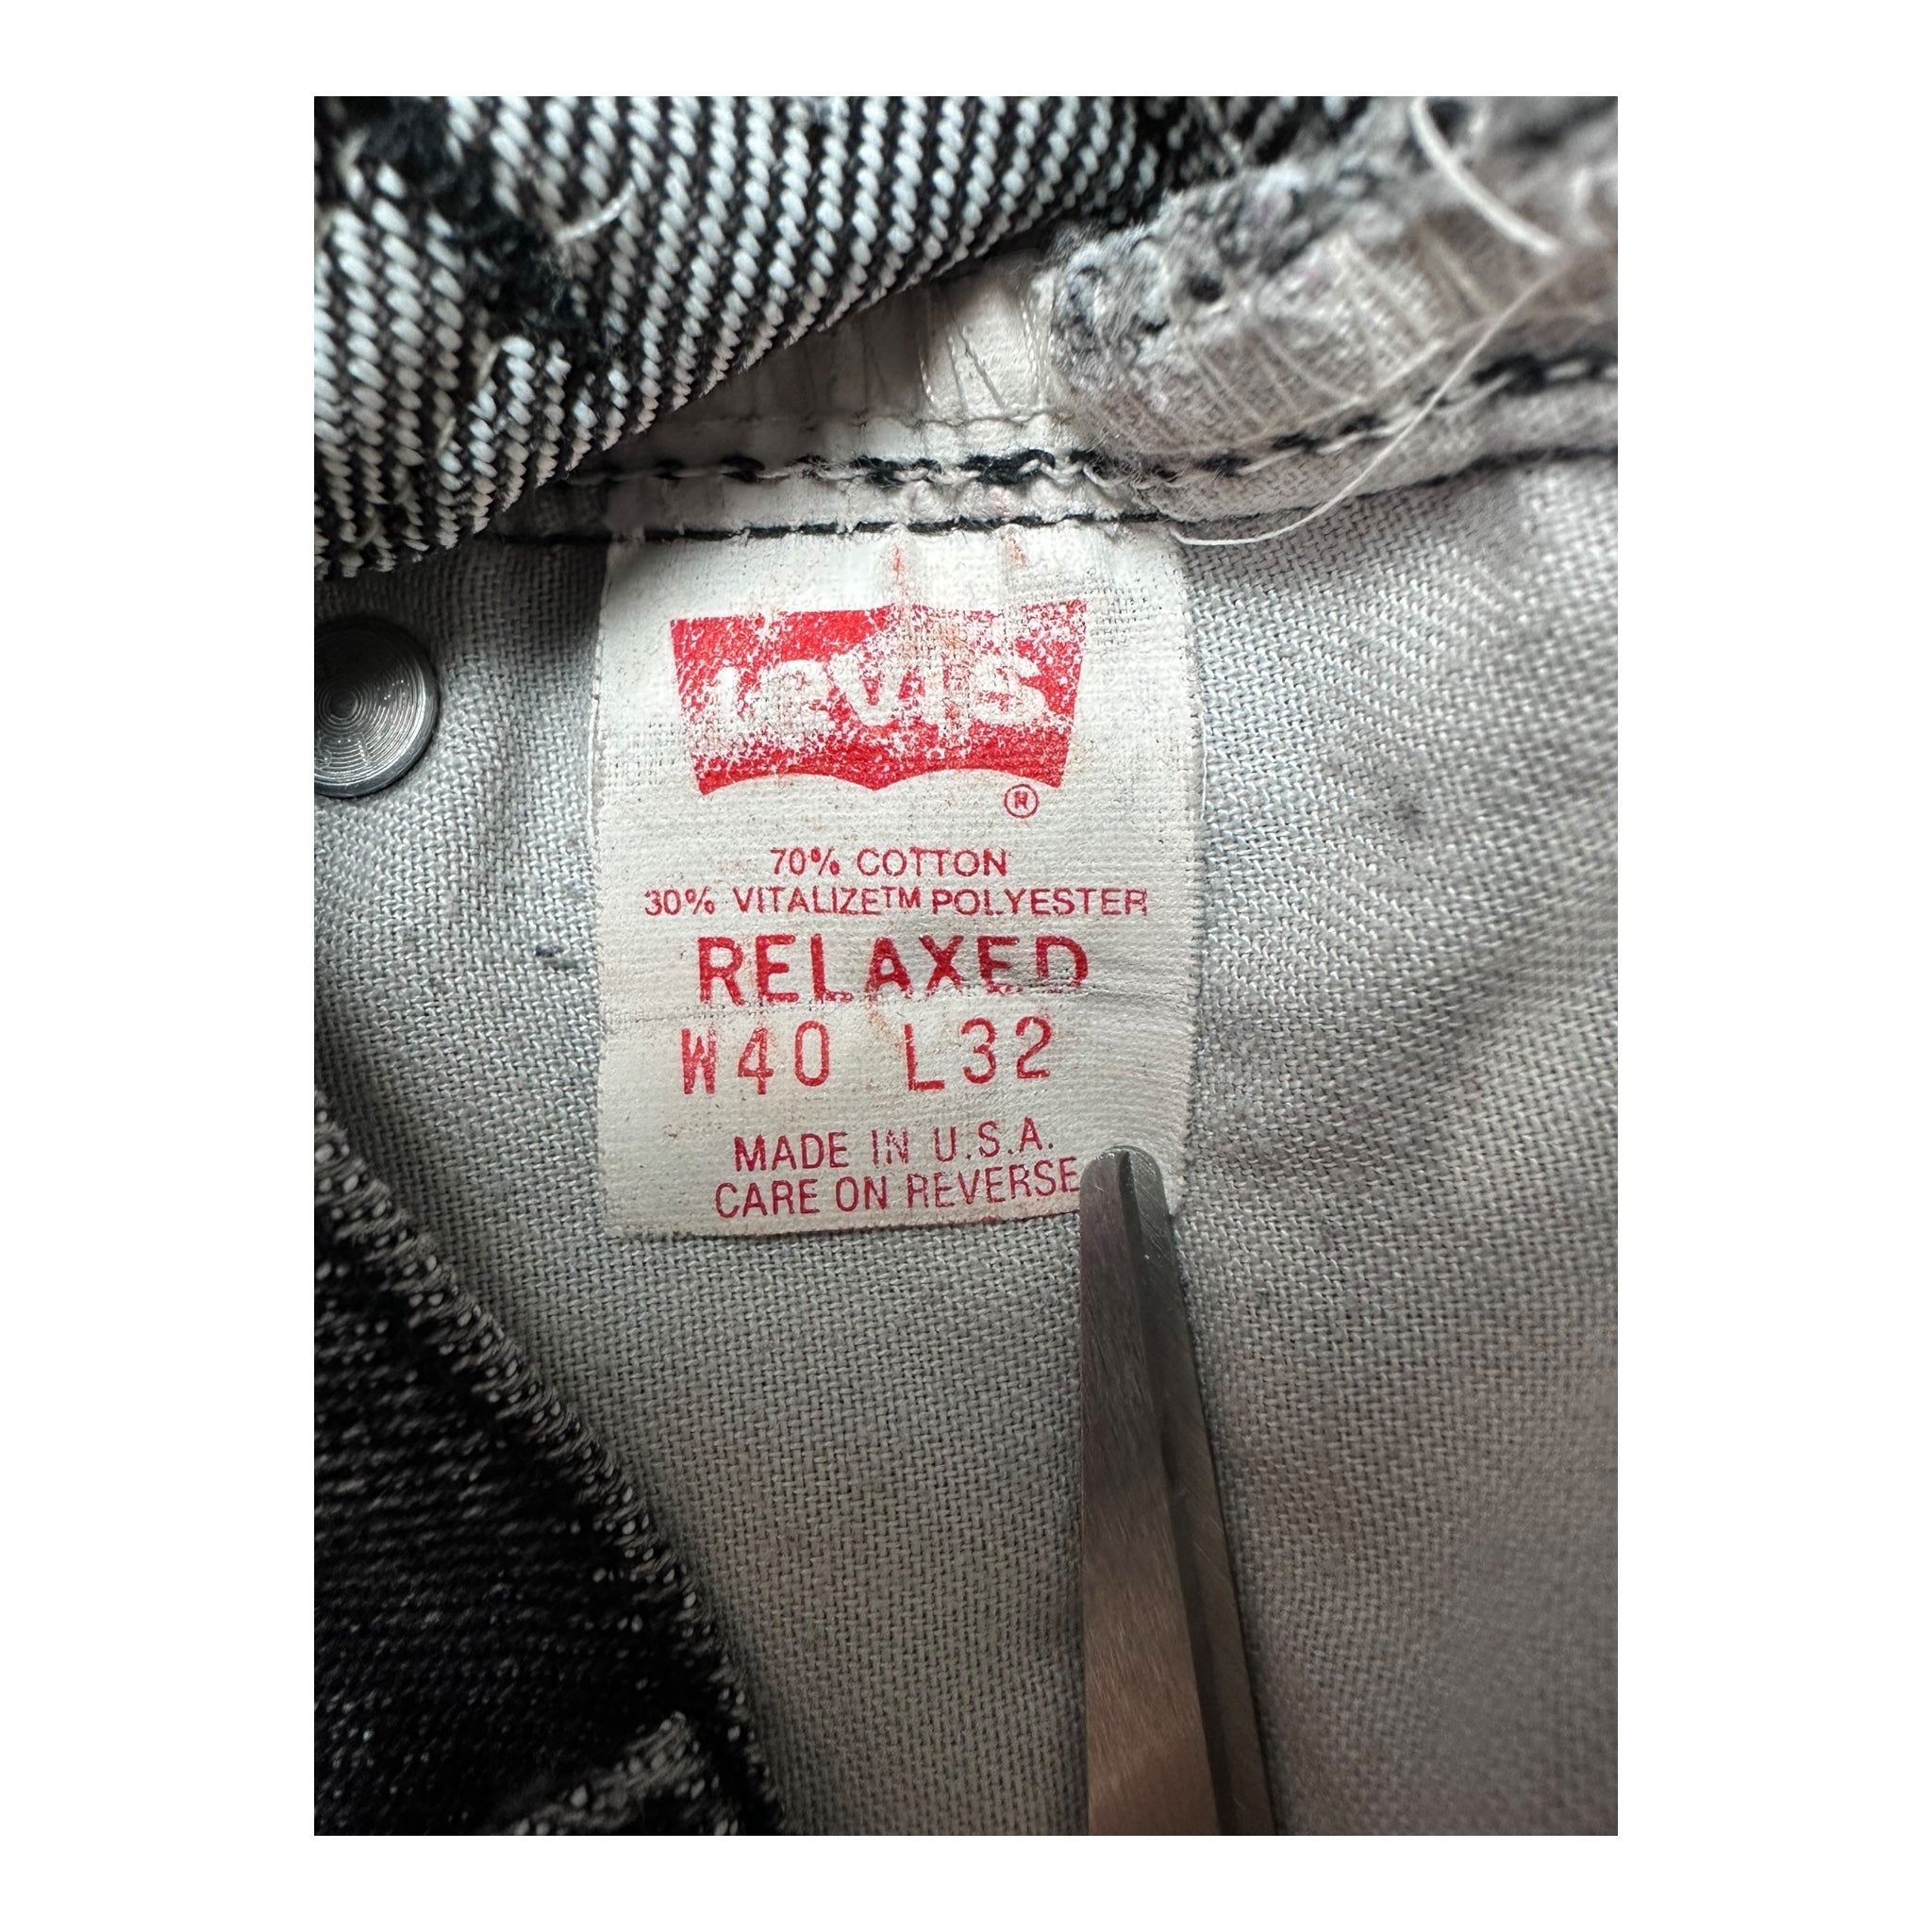 Levi's
®
70% COTTON
30% VITALIZE™ POLYESTER
RELAXED
W40 L32
MADE IN U.S.A.
CARE ON REVERSE